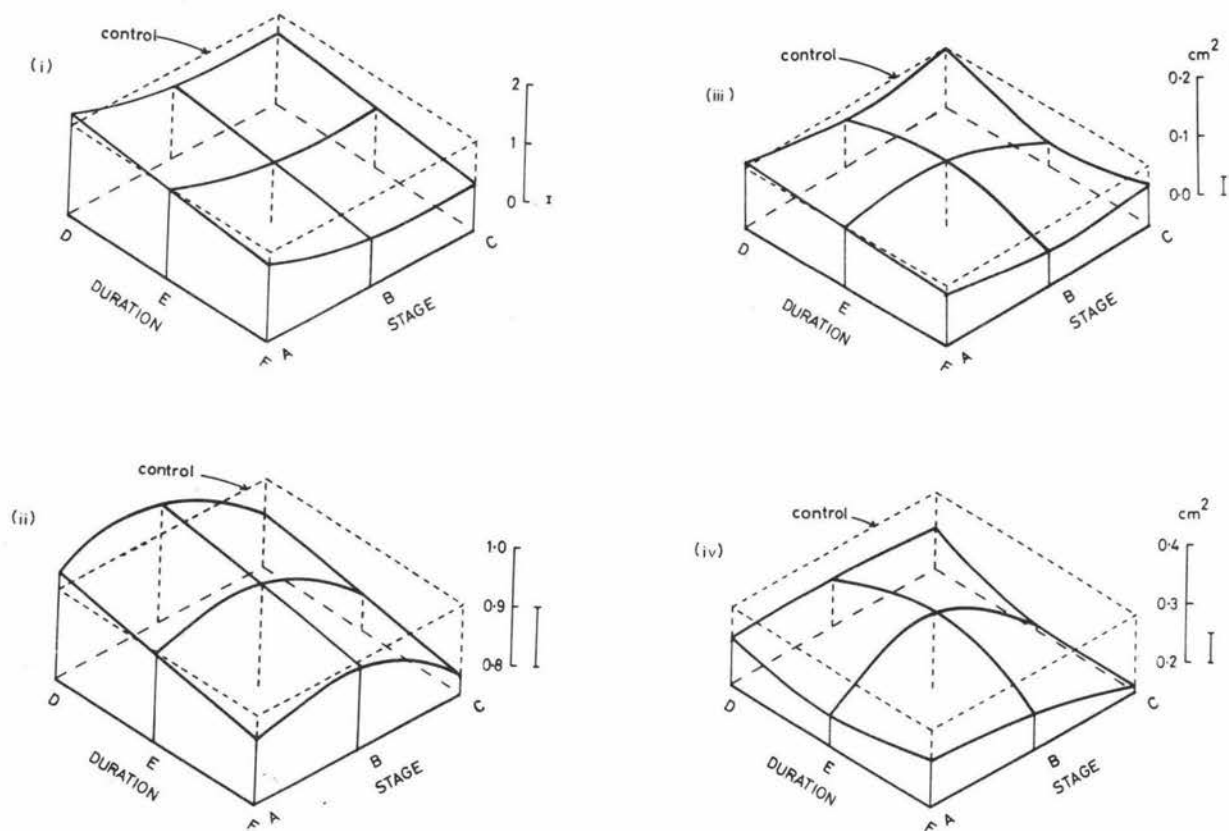 (i)
control
2
1
0
D
E
F
DURATION
A
B
C
STAGE
(iii)
control
cm2
0·2
0·1
0·0
D
E
F
DURATION
A
B
C
STAGE
(ii)
control
1·0
0·9
0·8
D
E
F
DURATION
A
B
C
STAGE
(iv)
control
cm2
0·4
0·3
0·2
D
E
F
DURATION
A
B
C
STAGE